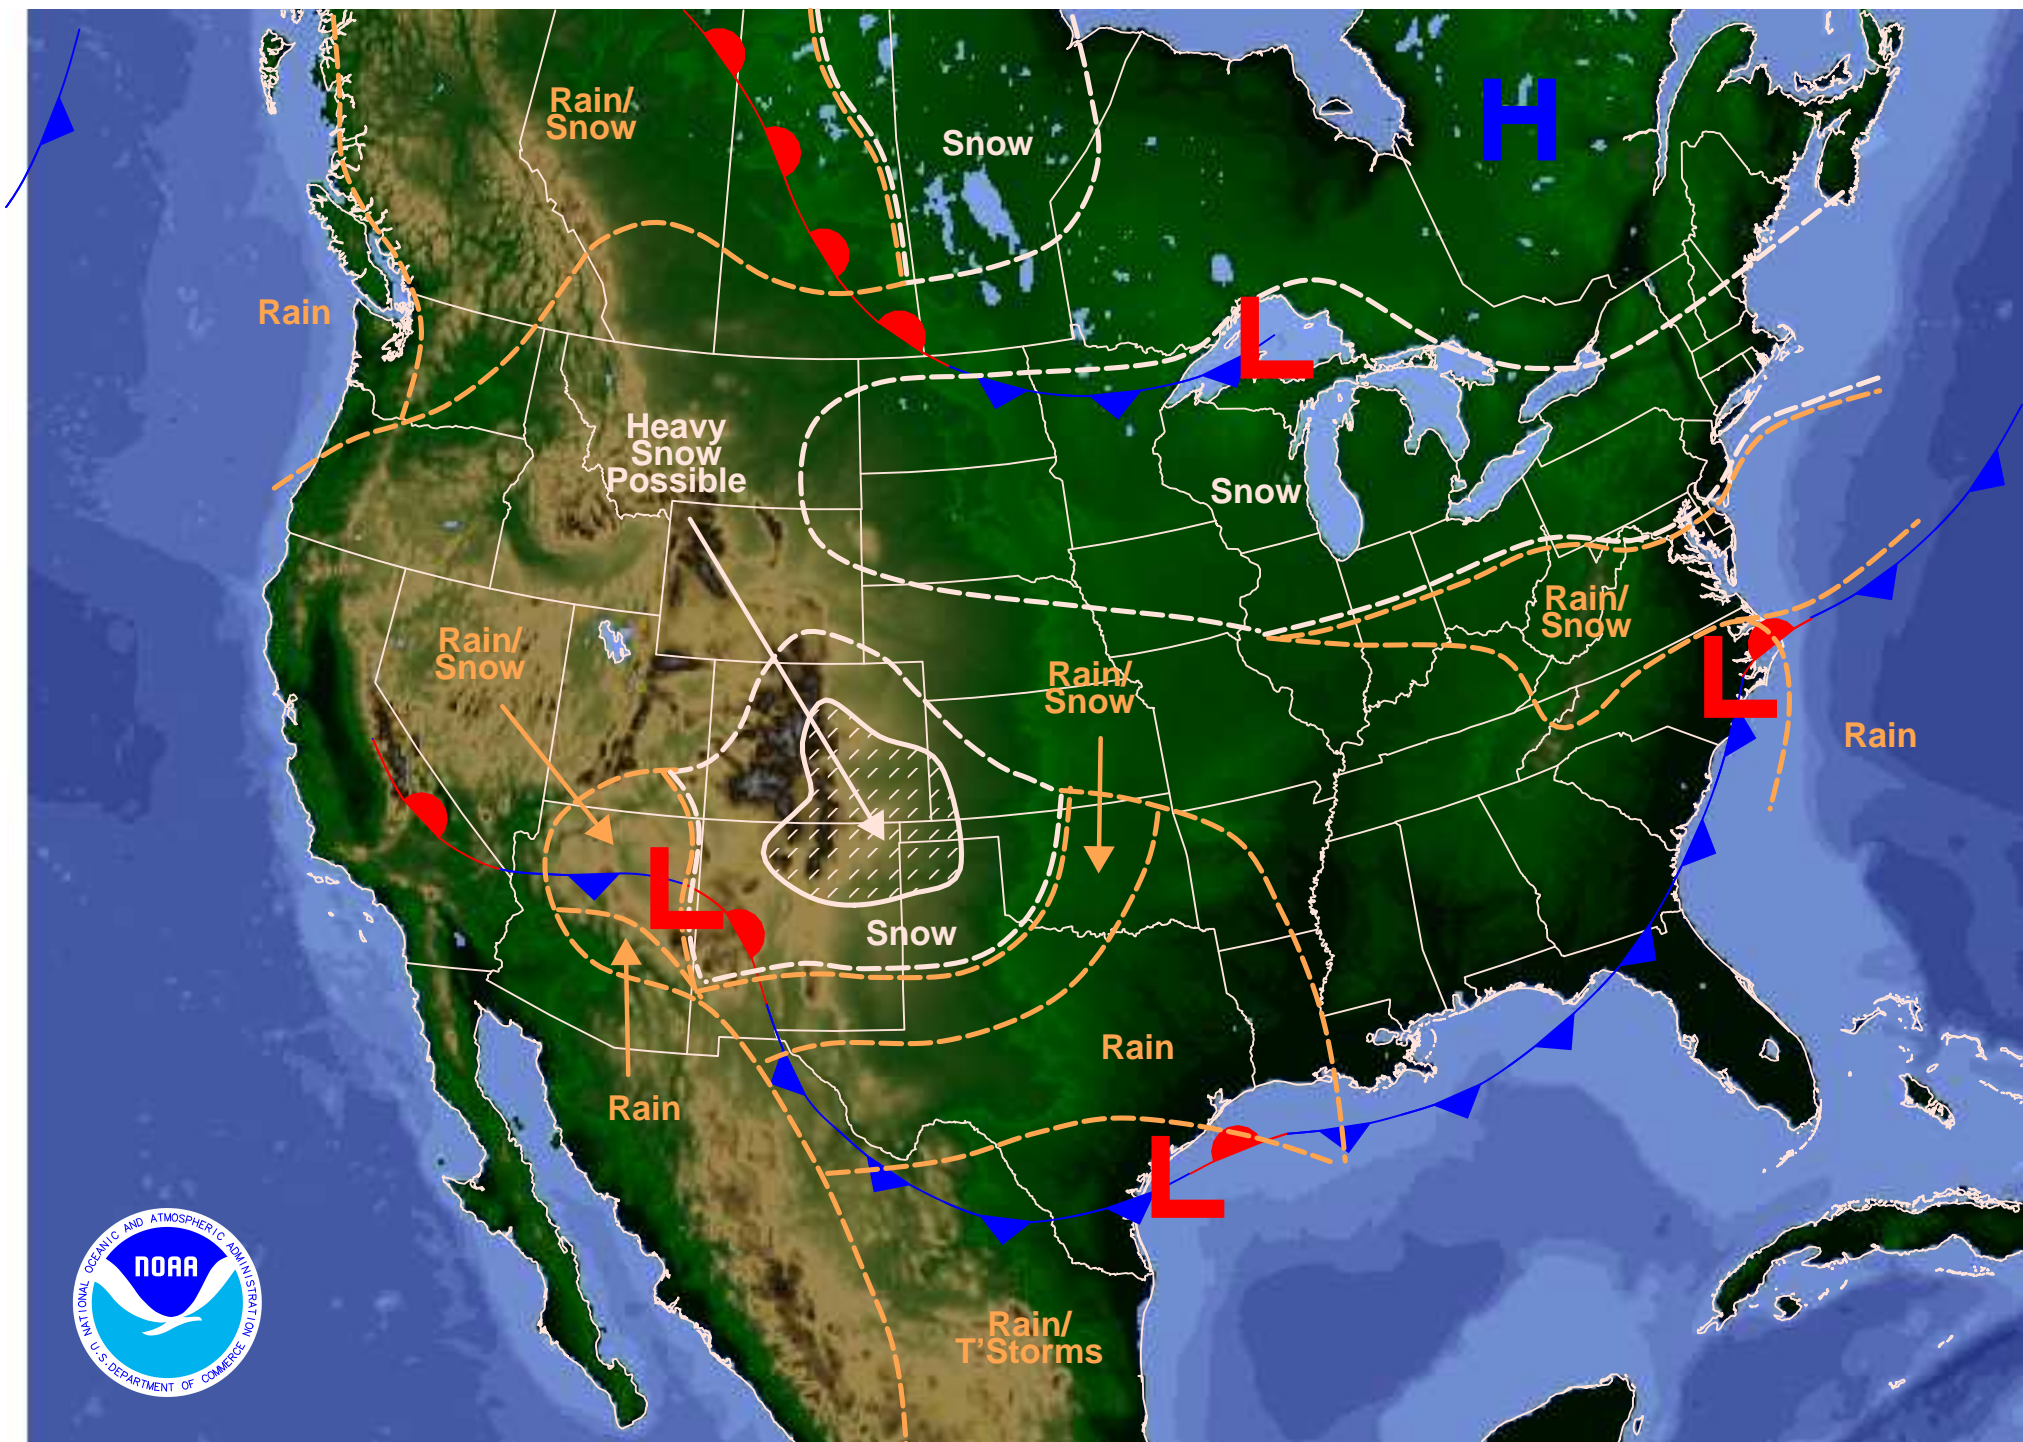 Rain/
Snow
Snow
H
Rain
L
Heavy
Snow
Possible
Snow
Rain/
Snow
Rain/
Snow
Rain/
Snow
L
Rain
L
Snow
Rain
Rain
L
Rain/
T'Storms
NATIONAL OCEANIC AND ATMOSPHERIC ADMINISTRATION
NOAA
U.S. DEPARTMENT OF COMMERCE